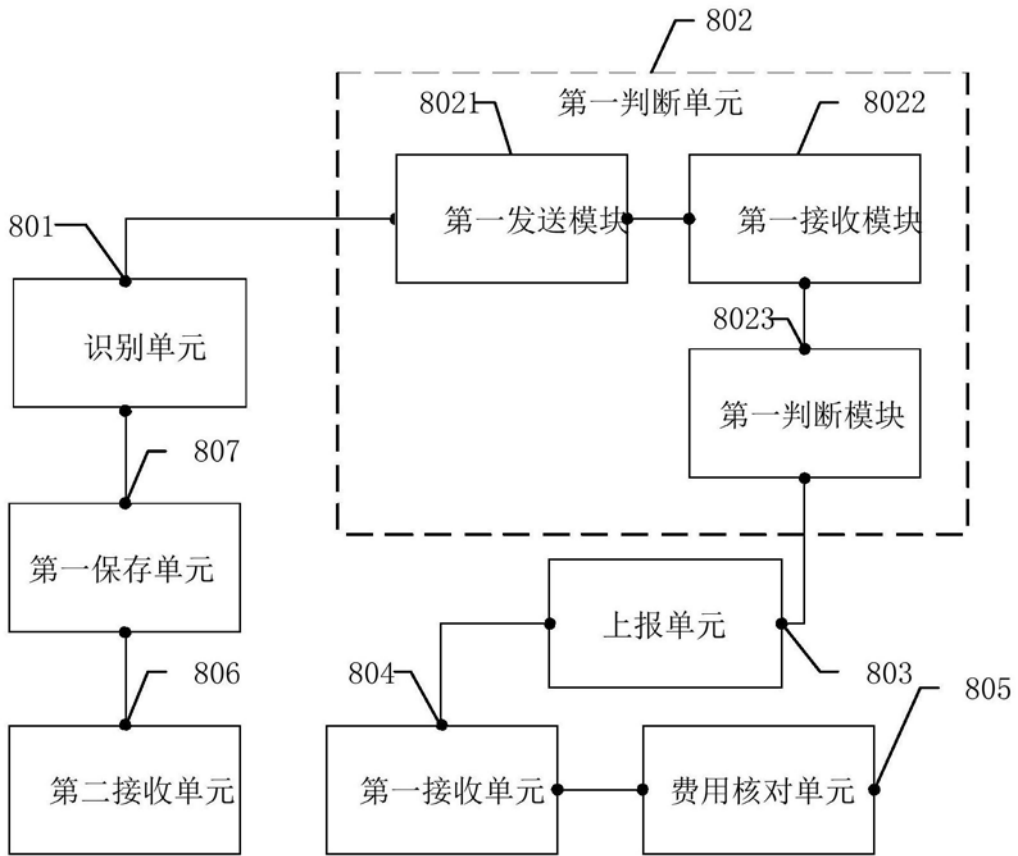 802
第一判断单元
8021
8022
第一发送模块
第一接收模块
801
8023
识别单元
第一判断模块
807
第一保存单元
上报单元
806
804
803
805
第二接收单元
第一接收单元
费用核对单元